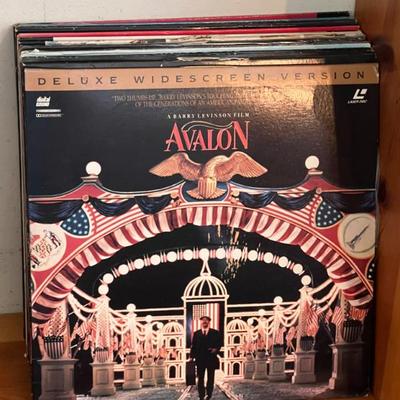 DELUXE WIDESCREEN VERSION
LASER DISC
"TWO THUMBS UP. BARRY LEVINSON'S TOUCHING
OF THE GENERATIONS OF AN AMERICAN
A BARRY LEVINSON FILM
AVALON